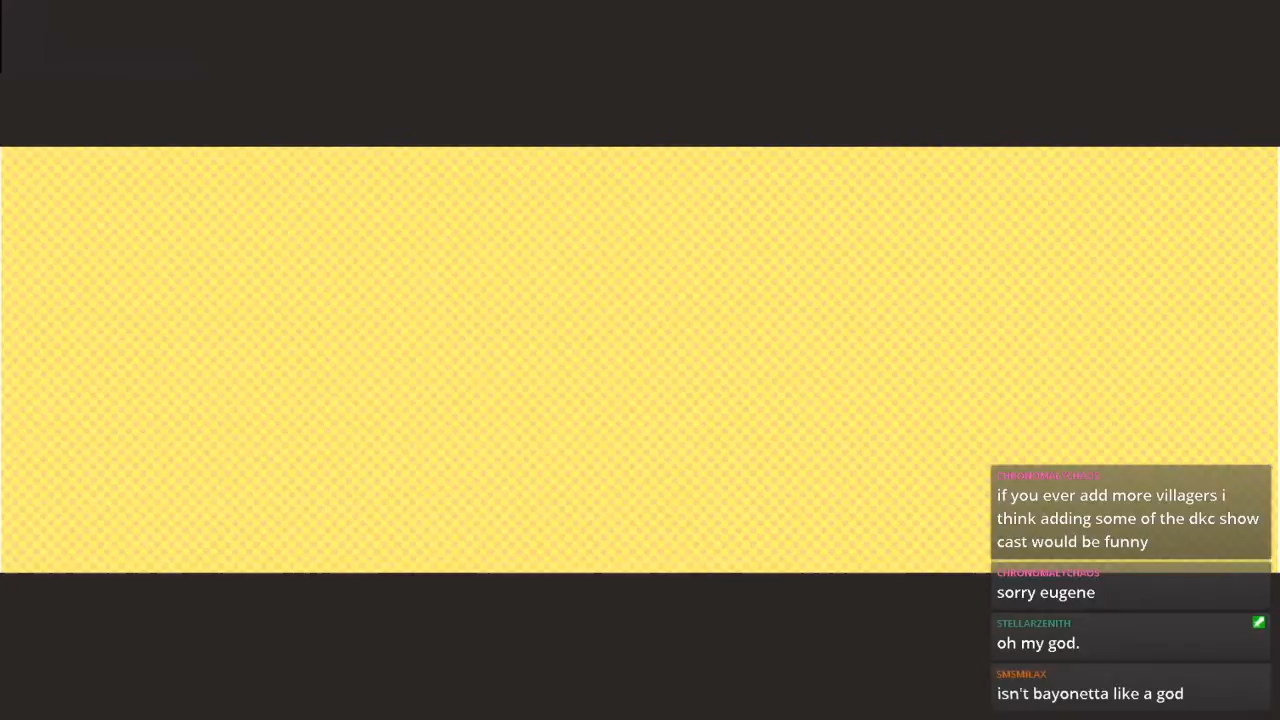 CHRONOMALYCHAOS
if you ever add more villagers i
think adding some of the dkc show
cast would be funny
CHRONOMALYCHAOS
sorry eugene
STELLARZENITH
oh my god.
SMSMILAX
isn't bayonetta like a god